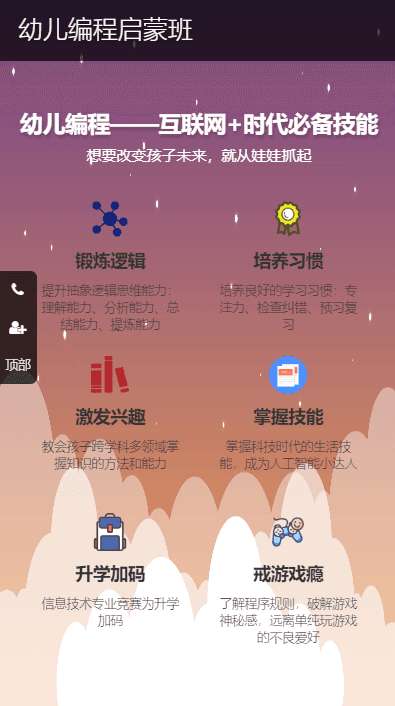 幼儿编程启蒙班
幼儿编程——互联网+时代必备技能
想要改变孩子未来，就从娃娃抓起
锻炼逻辑
提升抽象逻辑思维能力：
理解能力、分析能力、总
结能力、提炼能力
培养习惯
培养良好的学习习惯：专
注力、检查纠错、预习复
习
顶部
激发兴趣
教会孩子跨学科多领域掌
握知识的方法和能力
掌握技能
掌握科技时代的生活技
能。成为人工智能小达人
升学加码
信息技术专业竞赛为升学
加码
戒游戏瘾
了解程序规则，破解游戏
神秘感，远离单纯玩游戏
的不良爱好